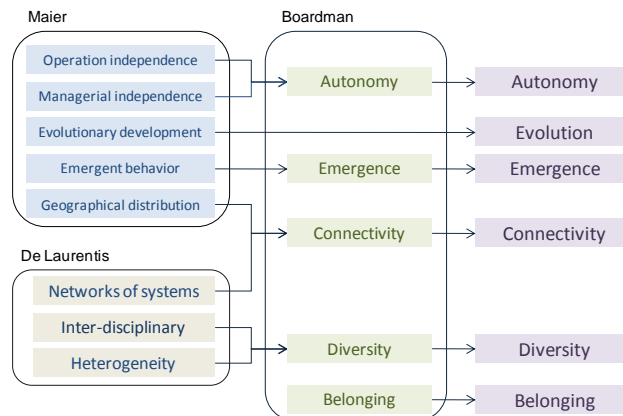 Maier
Boardman
Operation independence
Managerial independence
Evolutionary development
Emergent behavior
Geographical distribution
De Laurentis
Networks of systems
Inter-disciplinary
Heterogeneity
Autonomy
Emergence
Connectivity
Diversity
Belonging
Autonomy
Evolution
Emergence
Connectivity
Diversity
Belonging